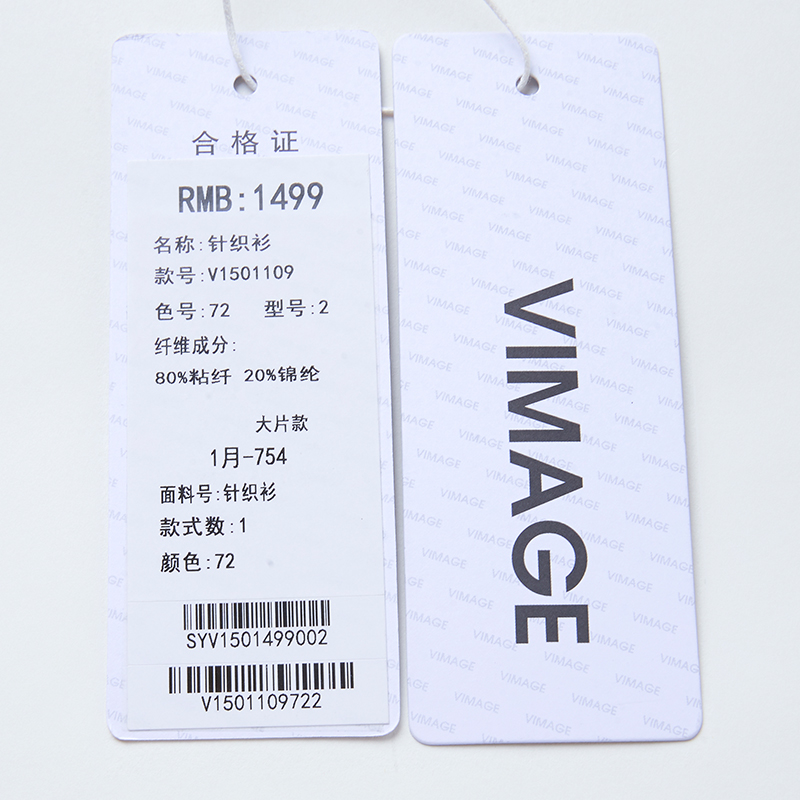 合格证
RMB:1499
名称:针织衫
款号:V1501109
色号:72 型号:2
纤维成分:
80%粘纤 20%锦纶
大片款
1月-754
面料号:针织衫
款式数:1
颜色:72
SYV1501499002
V1501109722
VIMAGE